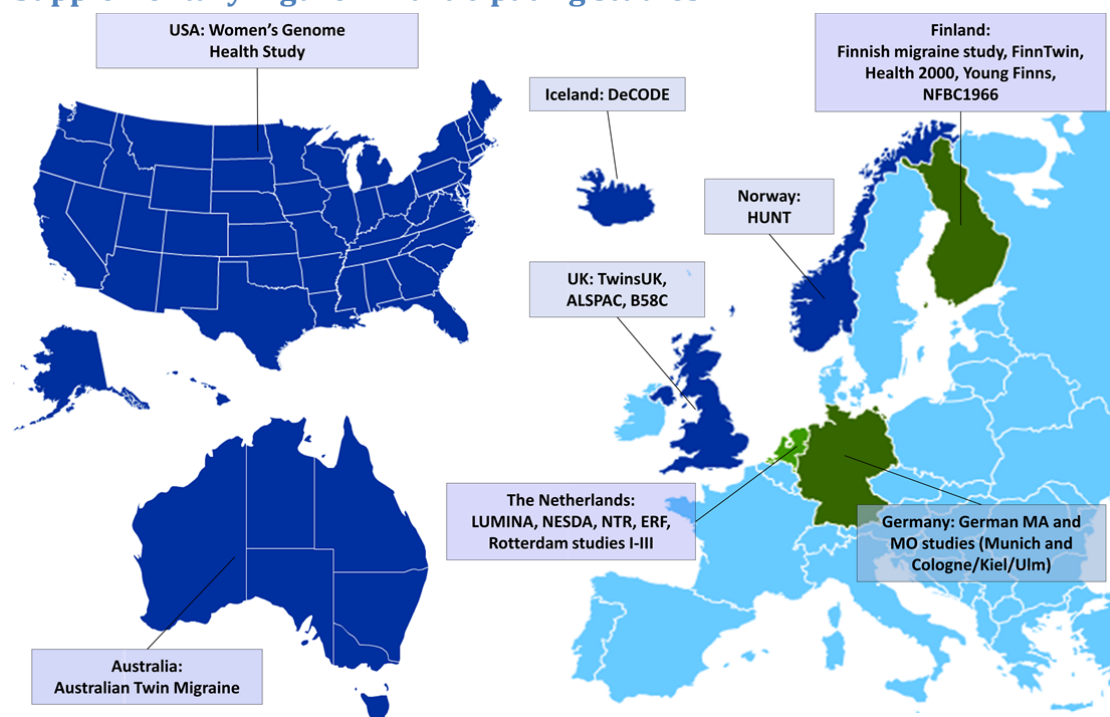 USA: Women's Genome
Health Study
Iceland: DeCODE
Finland:
Finnish migraine study, FinnTwin,
Health 2000, Young Finns,
NFBC1966
Norway:
HUNT
UK: TwinsUK,
ALSPAC, B58C
The Netherlands:
LUMINA, NESDA, NTR, ERF,
Rotterdam studies I-III
Germany: German MA and
MO studies (Munich and
Cologne/Kiel/Ulm)
Australia:
Australian Twin Migraine